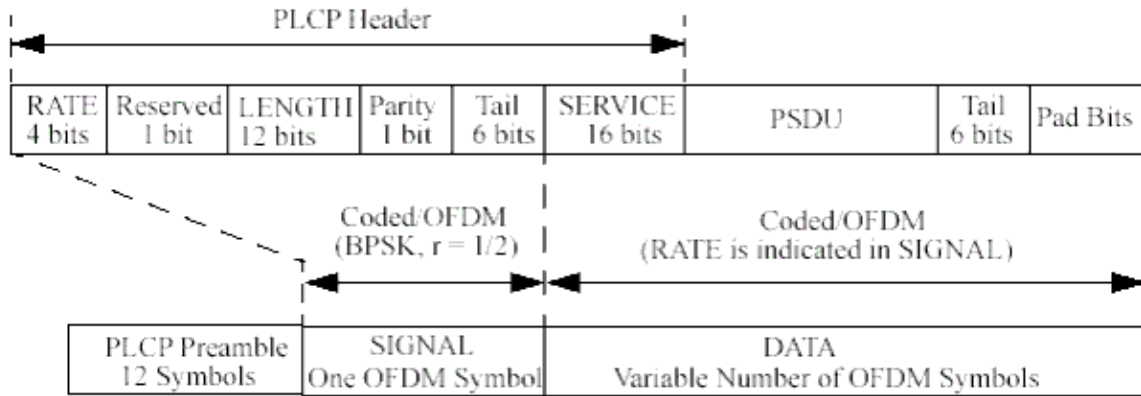 PLCP Header
RATE Reserved LENGTH Parity Tail SERVICE PSDU Tail Pad Bits
4 bits 1 bit 12 bits 1 bit 6 bits 16 bits 6 bits
Coded/OFDM
(BPSK, r = 1/2)
Coded/OFDM
(RATE is indicated in SIGNAL)
PLCP Preamble
12 Symbols
SIGNAL
One OFDM Symbol
DATA
Variable Number of OFDM Symbols